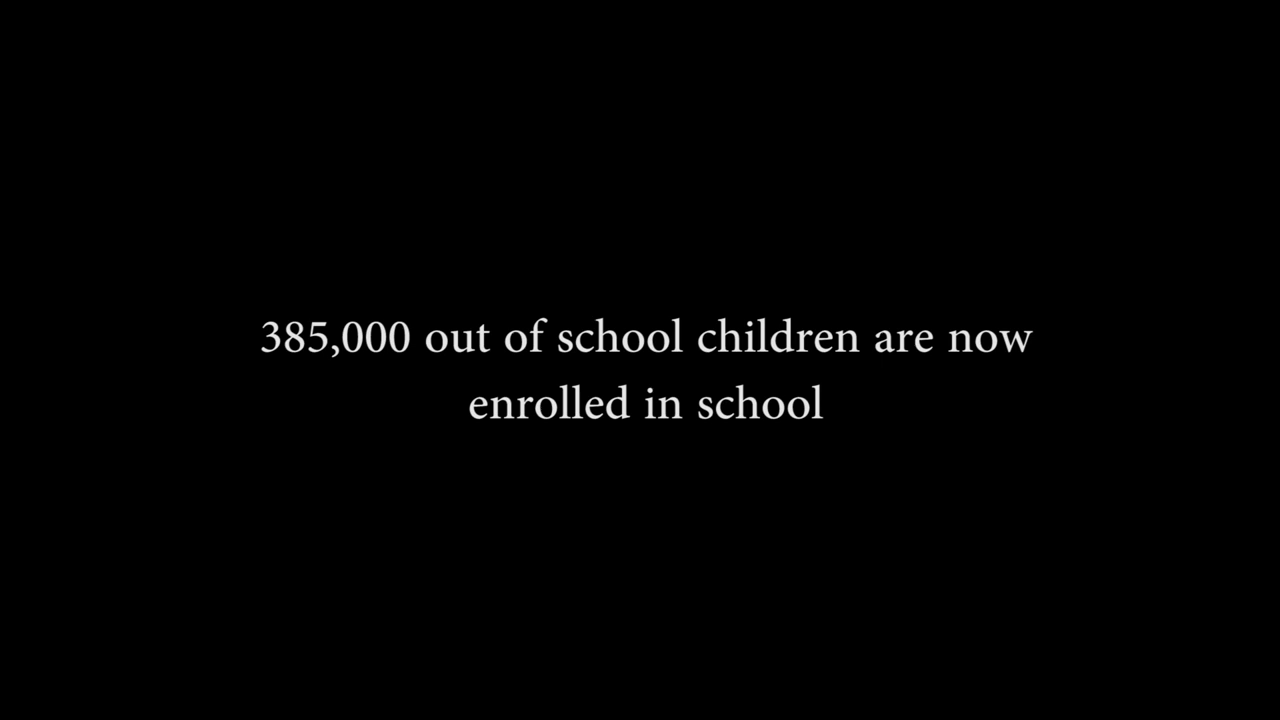 385,000 out of school children are now
enrolled in school